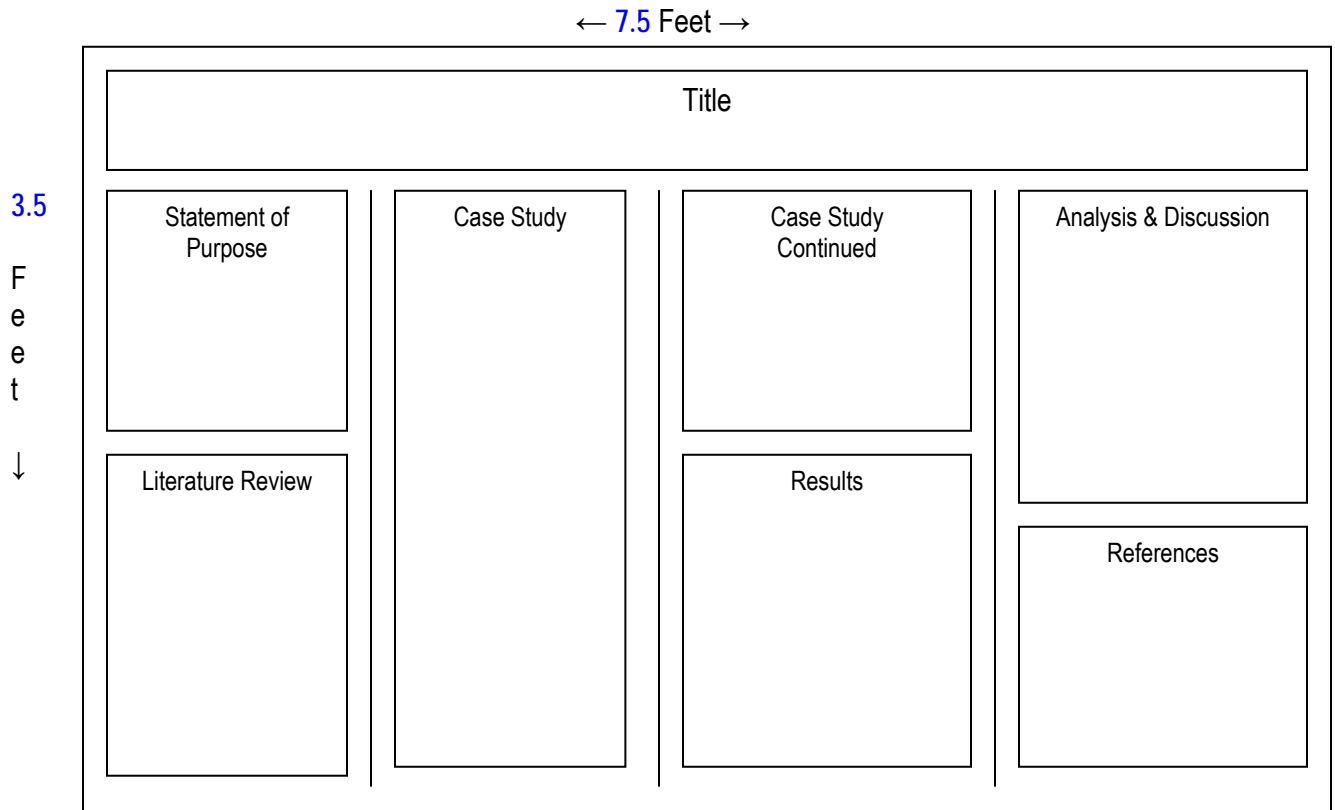 ← 7.5 Feet →
Title
3.5
F
e
e
t
↓
Statement of
Purpose
Literature Review
Case Study
Case Study
Continued
Results
Analysis & Discussion
References